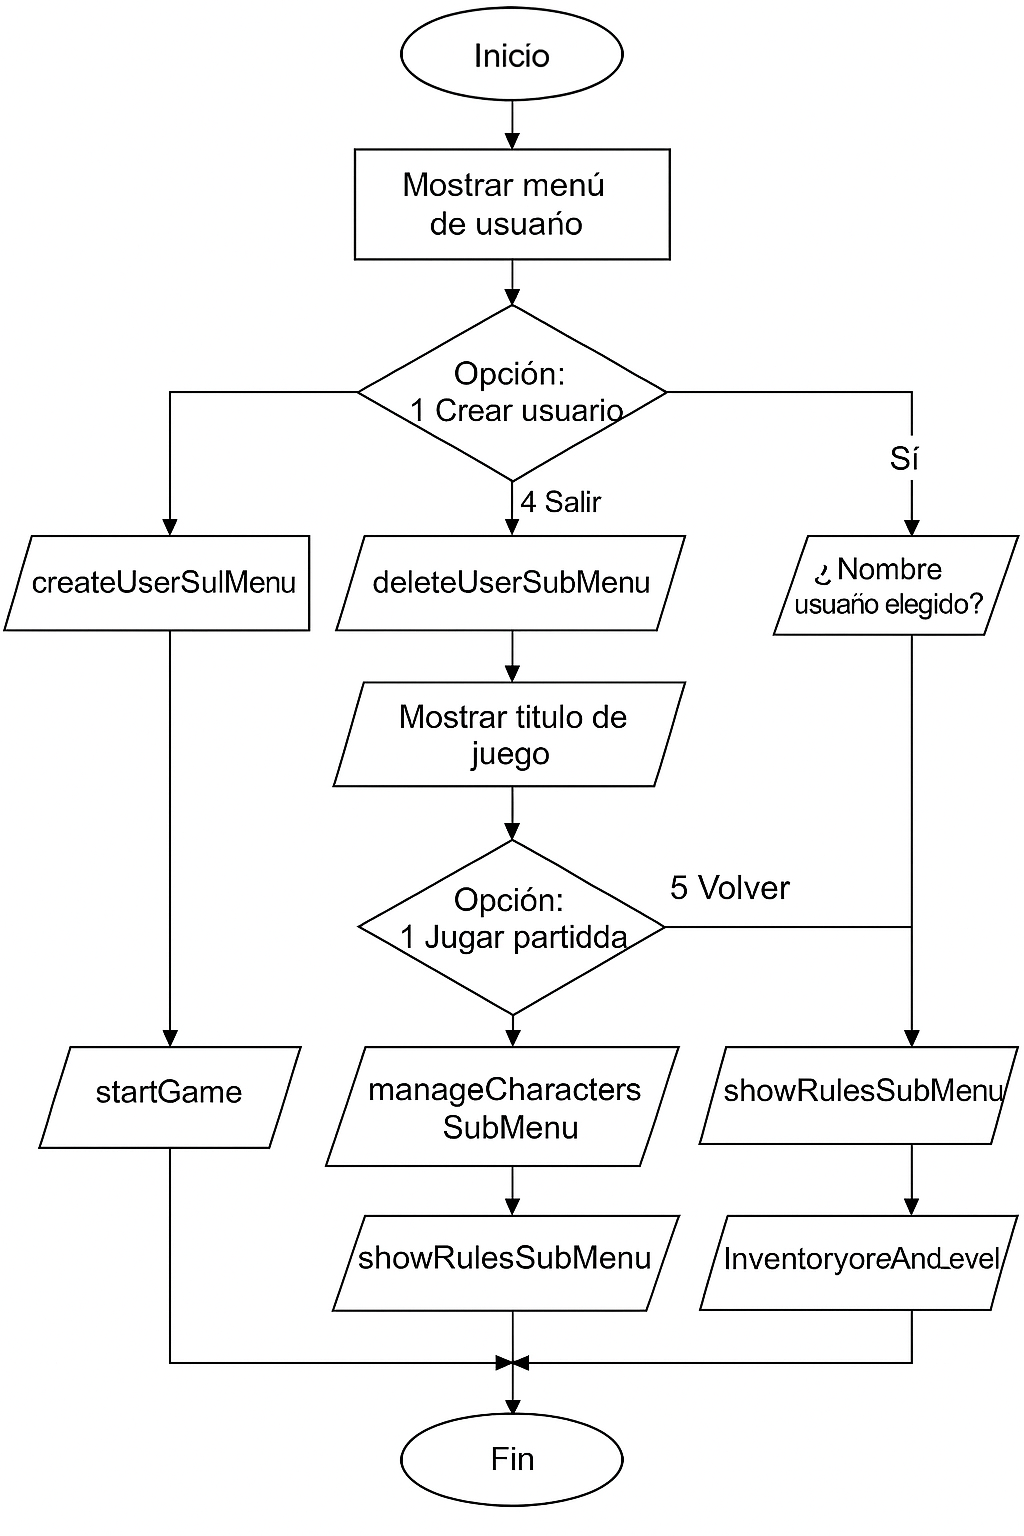 Inicio
Mostrar menú
de usuańo
Opción:
1 Crear usuario
Sí
4 Salir
createUserSulMenu
deleteUserSubMenu
¿ Nombre
usuańo elegido?
Mostrar titulo de
juego
Opción:
1 Jugar partidda
5 Volver
startGame
manageCharacters
SubMenu
showRulesSubMenu
showRulesSubMenu
InventoryoreAndLevel
Fin